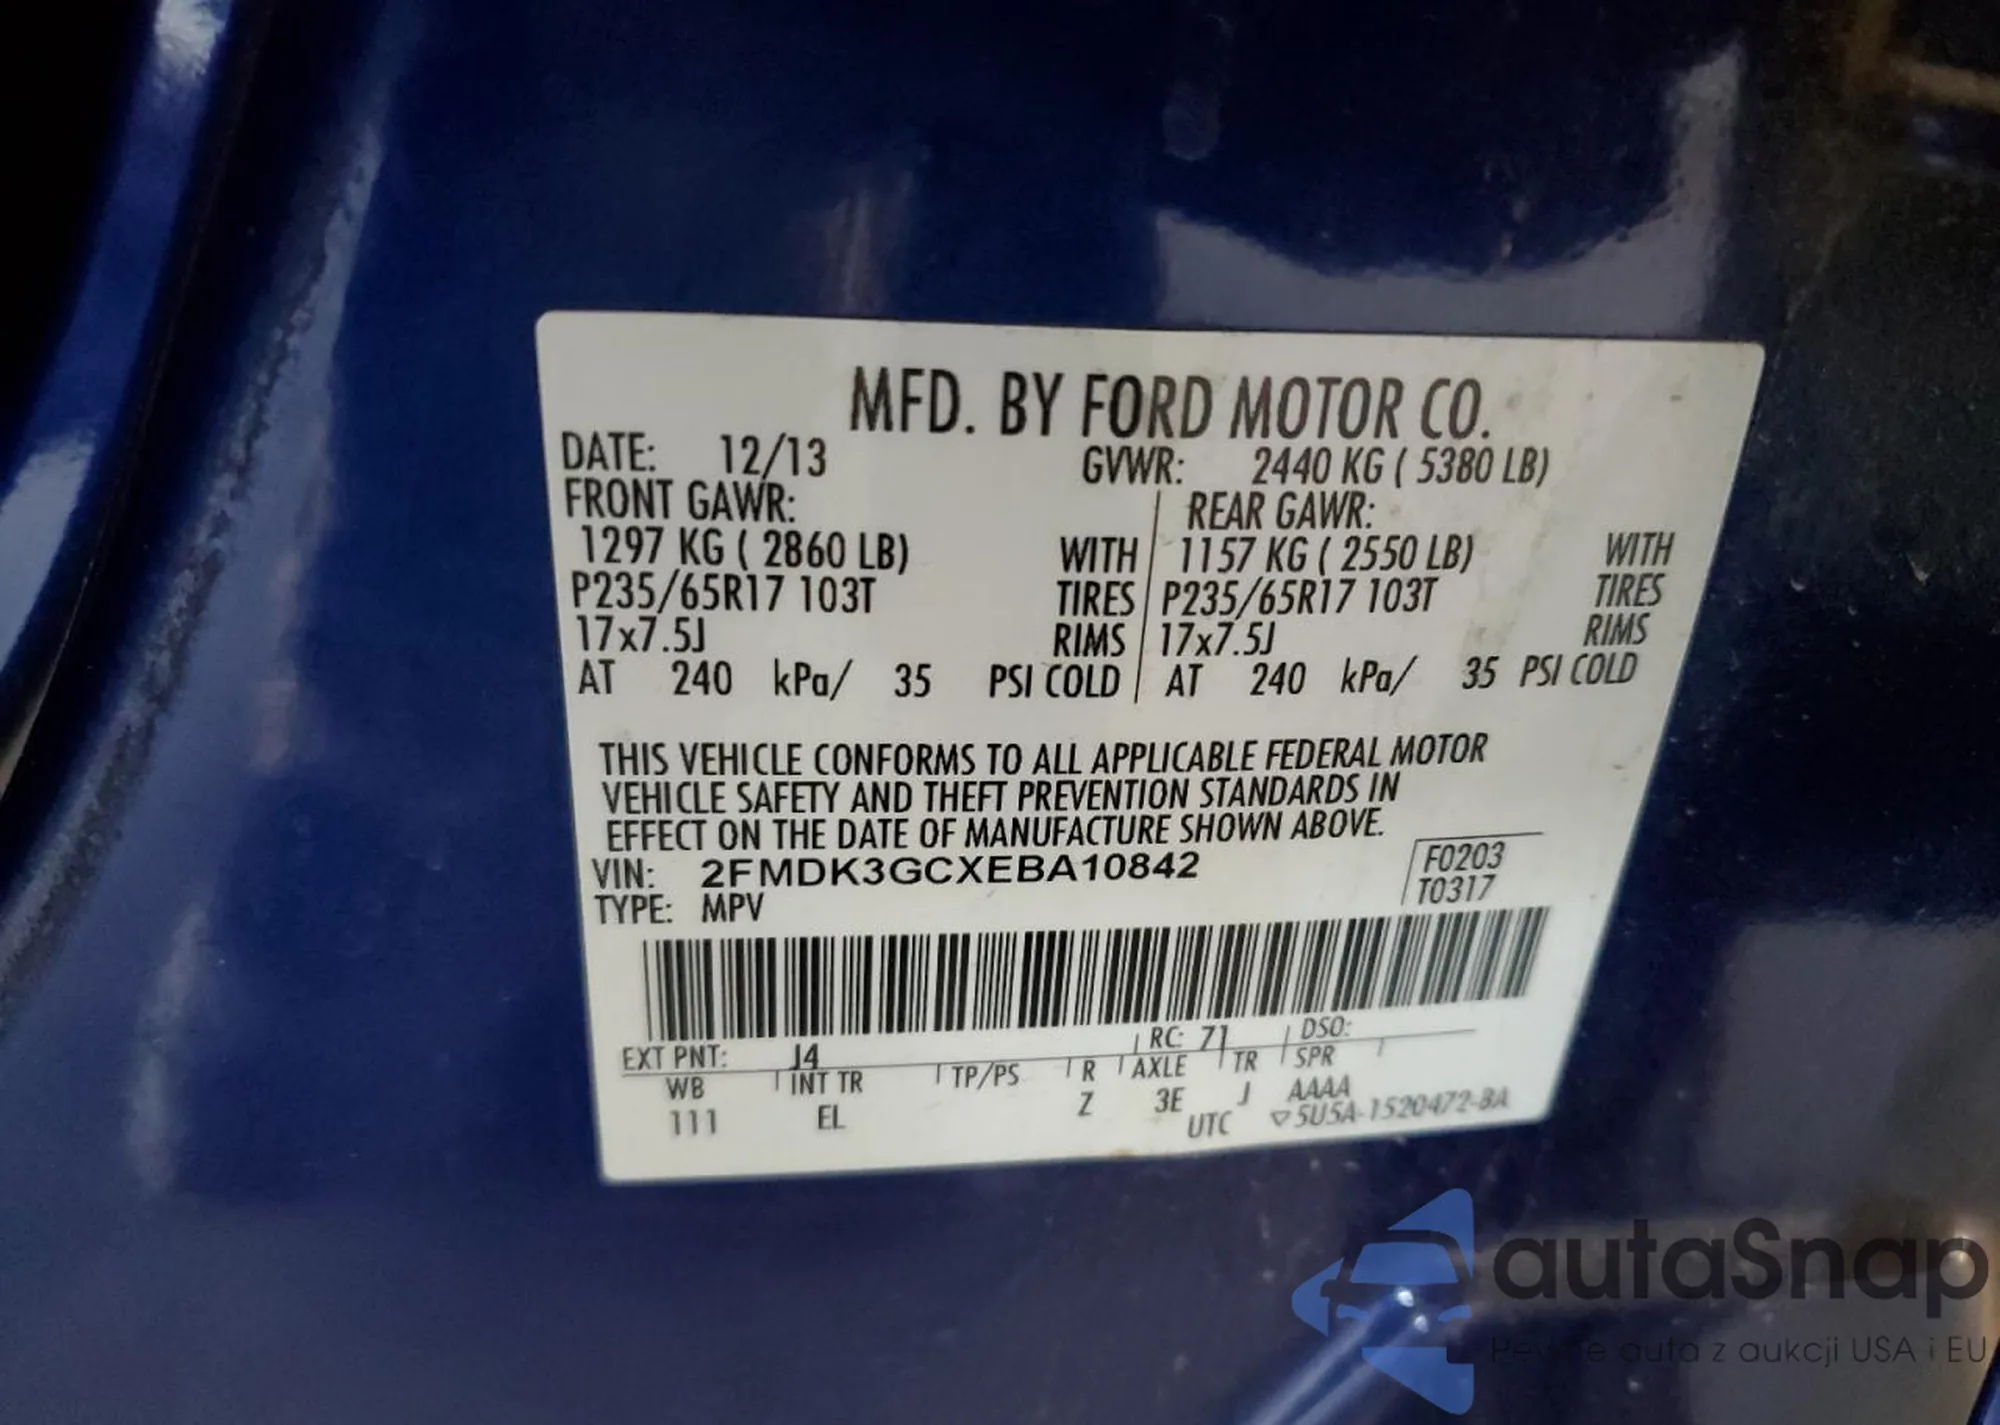 MFD. BY FORD MOTOR CO.
DATE: 12/13 GVWR: 2440 KG ( 5380 LB)
FRONT GAWR: REAR GAWR:
1297 KG ( 2860 LB) WITH 1157 KG ( 2550 LB) WITH
P235/65R17 103T TIRES P235/65R17 103T TIRES
17x7.5J RIMS 17x7.5J RIMS
AT 240 kPa/ 35 PSI COLD AT 240 kPa/ 35 PSI COLD
THIS VEHICLE CONFORMS TO ALL APPLICABLE FEDERAL MOTOR
VEHICLE SAFETY AND THEFT PREVENTION STANDARDS IN
EFFECT ON THE DATE OF MANUFACTURE SHOWN ABOVE.
VIN: 2FMDK3GCXEBA10842 F0203
TYPE: MPV T0317
EXT PNT: J4 RC: 71 DSO:
WB INT TR TP/PS R AXLE TR SPR
111 EL Z 3E J AAAA
UTC ▽5U5A-1520472-BA
autaSnap
Pewne auta z aukcji USA i EU